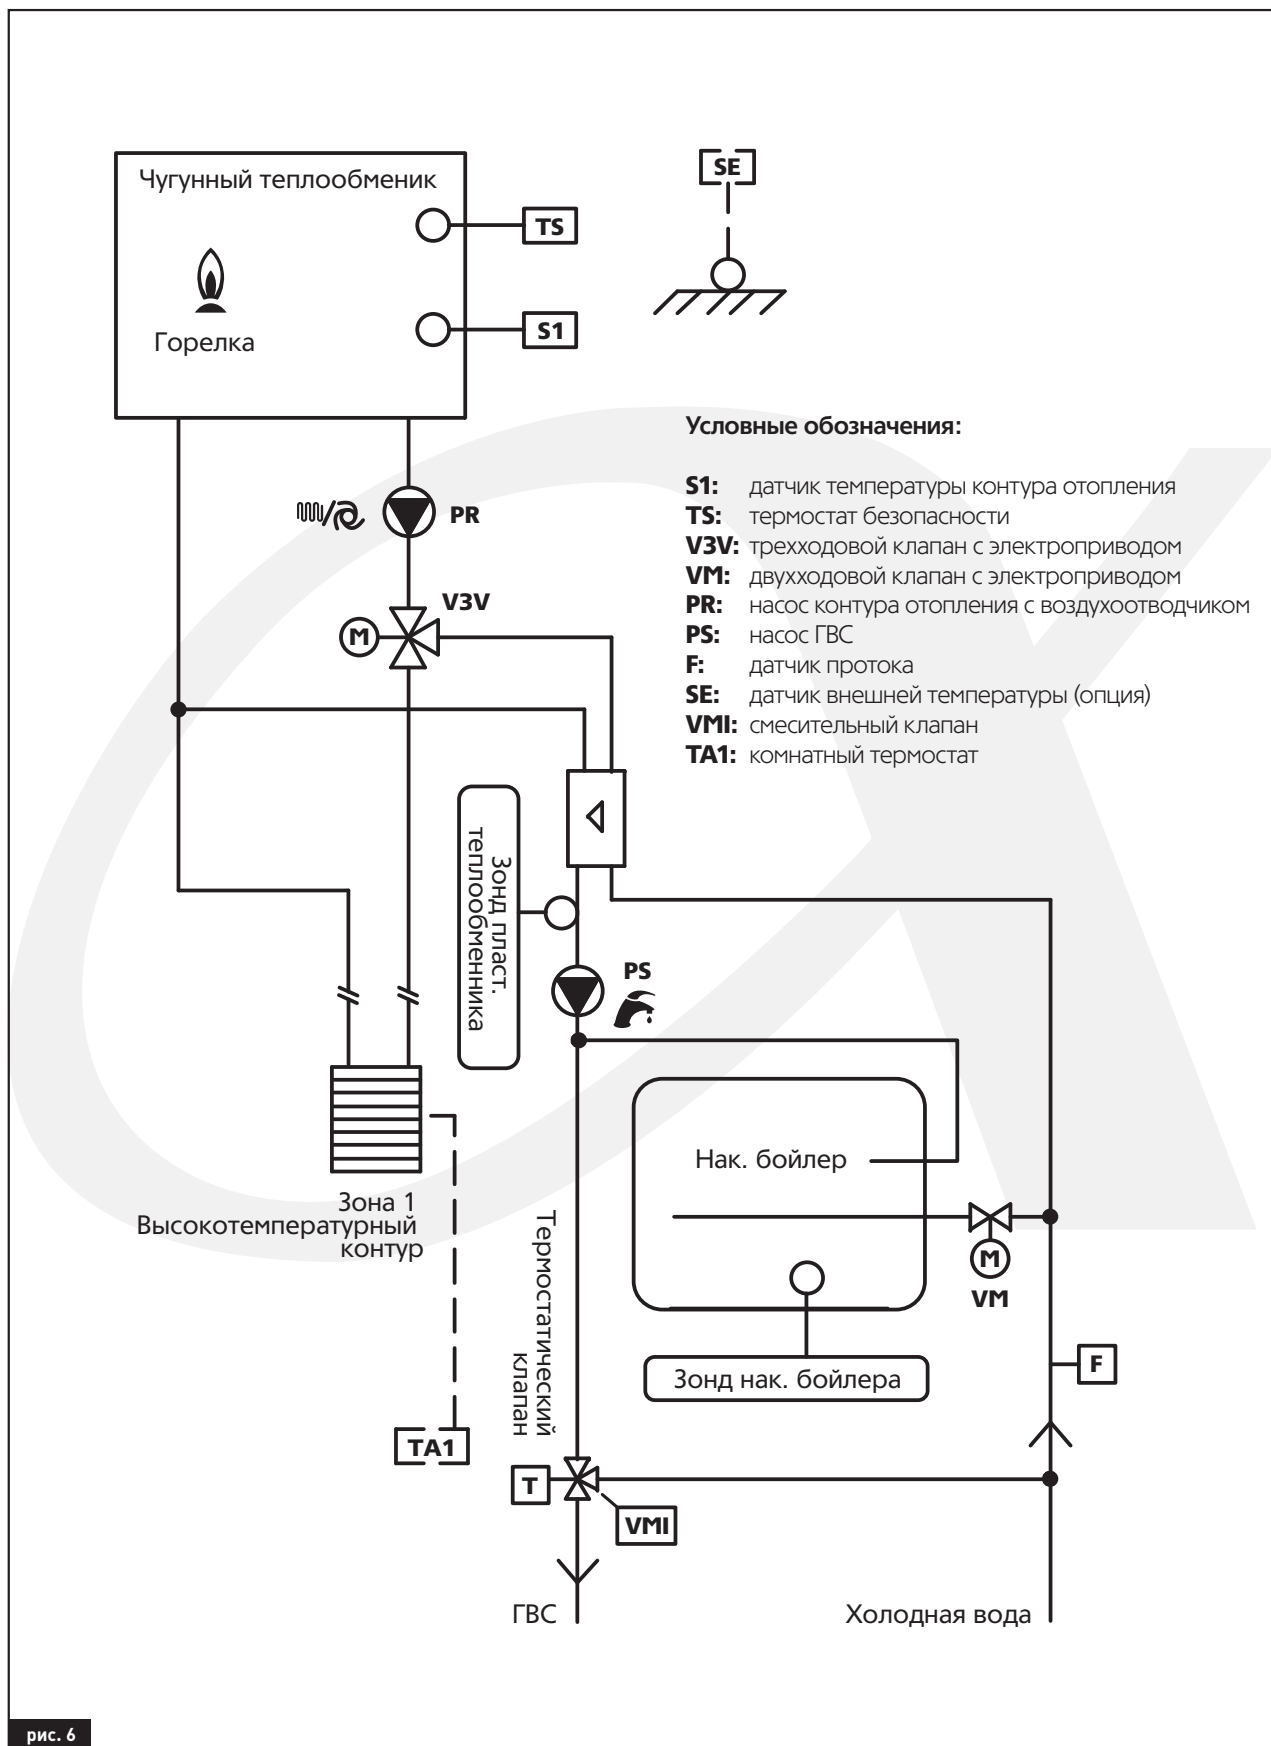 Чугунный теплообменик
TS
SE
S1
Горелка
Условные обозначения:
S1: датчик температуры контура отопления
TS: термостат безопасности
V3V: трехходовой клапан с электроприводом
VM: двухходовой клапан с электроприводом
PR: насос контура отопления с воздухоотводчиком
PS: насос ГВС
F: датчик протока
SE: датчик внешней температуры (опция)
VMI: смесительный клапан
TA1: комнатный термостат
PR
V3V
M
Зонд пласт.
теплообменника
PS
Нак. бойлер
Зона 1
Высокотемпературный
контур
M
VM
Термостатический
клапан
F
Зонд нак. бойлера
TA1
T
VMI
ГВС
Холодная вода
рис. 6